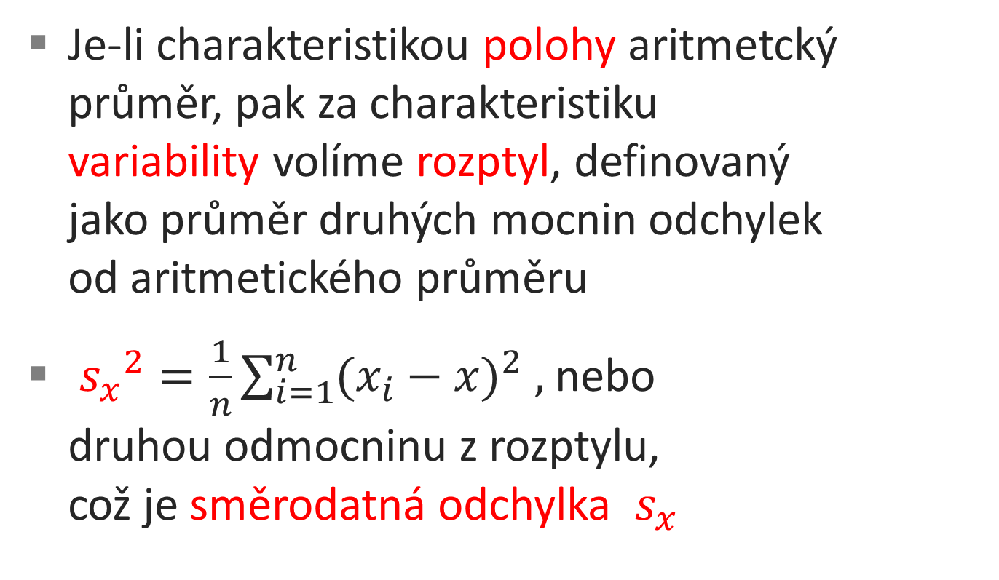 ▪ Je-li charakteristikou polohy aritmetcký
průměr, pak za charakteristiku
variability volíme rozptyl, definovaný
jako průměr druhých mocnin odchylek
od aritmetického průměru
▪ $s_x{}^2 = \frac{1}{n}\sum_{i=1}^{n}(x_i - x)^2$ , nebo
druhou odmocninu z rozptylu,
což je směrodatná odchylka $s_x$